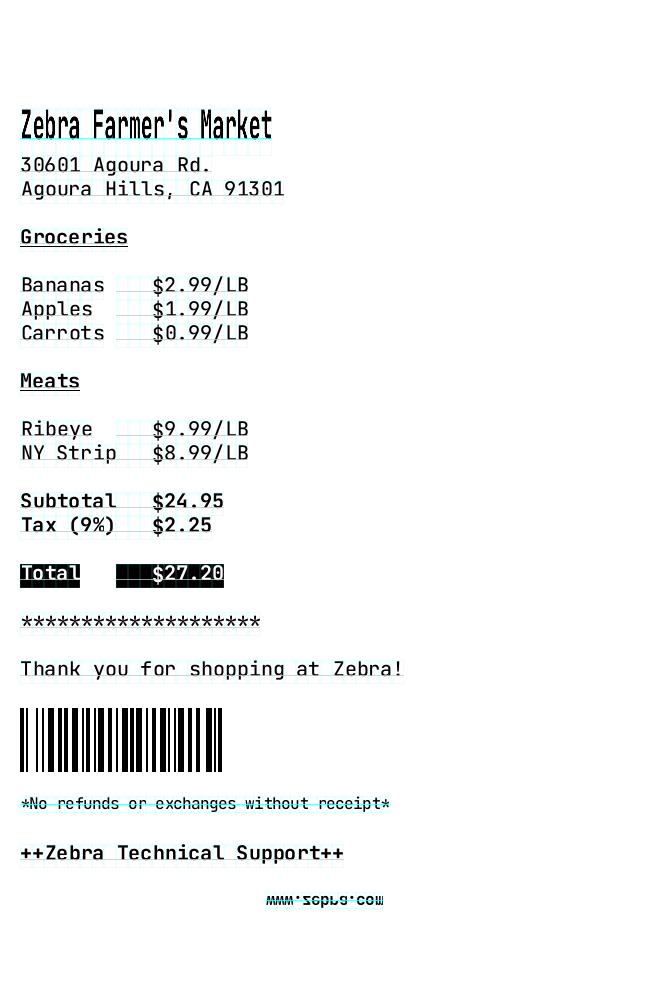 Zebra Farmer's Market
30601 Agoura Rd.
Agoura Hills, CA 91301
Groceries
Bananas $2.99/LB
Apples $1.99/LB
Carrots $0.99/LB
Meats
Ribeye $9.99/LB
NY Strip $8.99/LB
Subtotal $24.95
Tax (9%) $2.25
Total $27.20
********************
Thank you for shopping at Zebra!
*No refunds or exchanges without receipt*
++Zebra Technical Support++
www.zebra.com